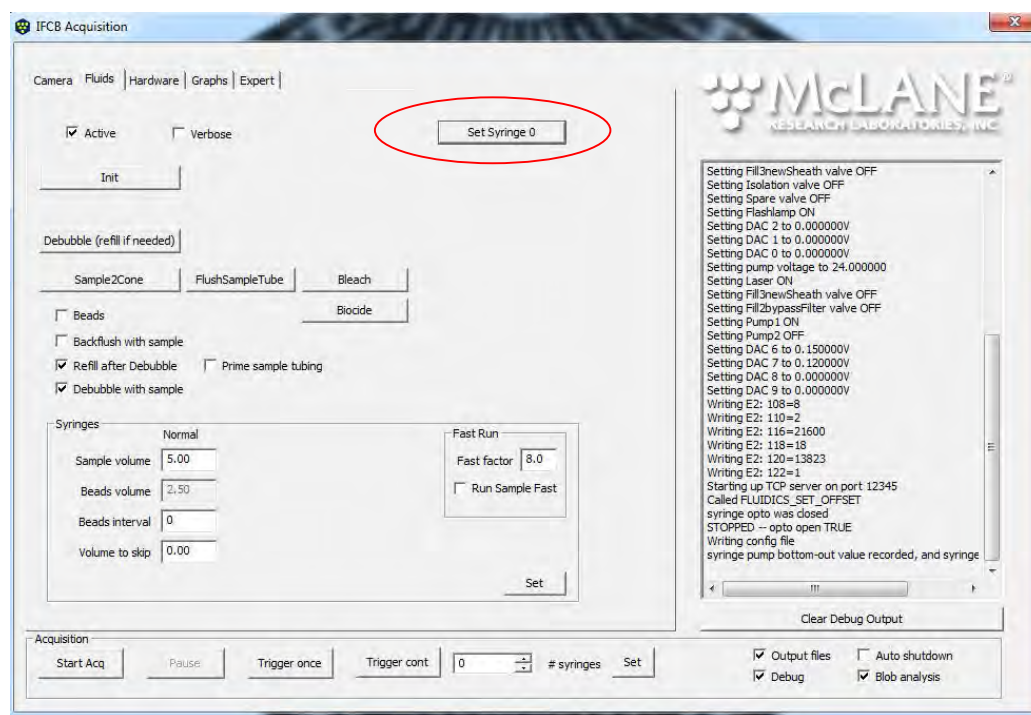 IFCB Acquisition
Camera Fluids Hardware Graphs Expert
Active Verbose Set Syringe 0
Init
Debubble (refill if needed)
Sample2Cone FlushSampleTube Bleach
Beads Biocide
Backflush with sample
Refill after Debubble Prime sample tubing
Debubble with sample
Syringes
Normal
Sample volume 5.00
Beads volume 2.50
Beads interval 0
Volume to skip 0.00
Fast Run
Fast factor 8.0
Run Sample Fast
Set
McLANE®
RESEARCH LABORATORIES, INC
Setting Fill3newSheath valve OFF
Setting Isolation valve OFF
Setting Spare valve OFF
Setting Flashlamp ON
Setting DAC 2 to 0.000000V
Setting DAC 1 to 0.000000V
Setting DAC 0 to 0.000000V
Setting pump voltage to 24.000000
Setting Laser ON
Setting Fill3newSheath valve OFF
Setting Fill2bypassFilter valve OFF
Setting Pump1 ON
Setting Pump2 OFF
Setting DAC 6 to 0.150000V
Setting DAC 7 to 0.120000V
Setting DAC 8 to 0.000000V
Setting DAC 9 to 0.000000V
Writing E2: 108=8
Writing E2: 110=2
Writing E2: 116=21600
Writing E2: 118=18
Writing E2: 120=13823
Writing E2: 122=1
Starting up TCP server on port 12345
Called FLUIDICS_SET_OFFSET
syringe opto was closed
STOPPED -- opto open TRUE
Writing config file
syringe pump bottom-out value recorded, and syringe
Clear Debug Output
Acquisition
Start Acq Pause Trigger once Trigger cont 0 # syringes Set
Output files Auto shutdown
Debug Blob analysis